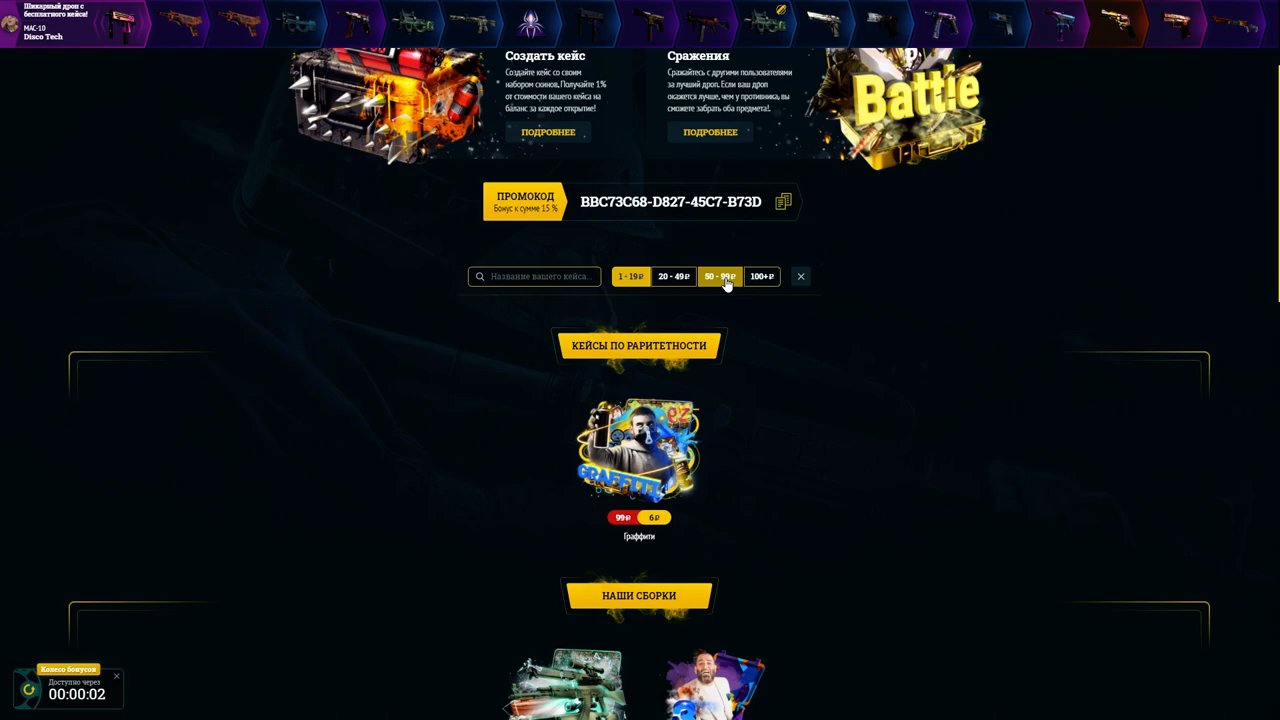 Шикарный дроп с
бесплатного кейса!
MAC-10
Disco Tech
Создать кейс
Создайте кейс со своим
набором скинов. Получайте 1%
от стоимости вашего кейса на
баланс за каждое открытие!
ПОДРОБНЕЕ
Сражения
Сражайтесь с другими пользователями
за лучший дроп. Если ваш дроп
окажется лучше, чем у противника, вы
сможете забрать оба предмета!
ПОДРОБНЕЕ
Battle
ПРОМОКОД
Бонус к сумме 15 %
BBC73C68-D827-45C7-B73D
Название вашего кейса...
1 - 19₽
20 - 49₽
50 - 99₽
100+₽
КЕЙСЫ ПО РАРИТЕТНОСТИ
GRAFFITI
99₽
6₽
Граффити
НАШИ СБОРКИ
Колесо бонусов
Доступно через
00:00:02